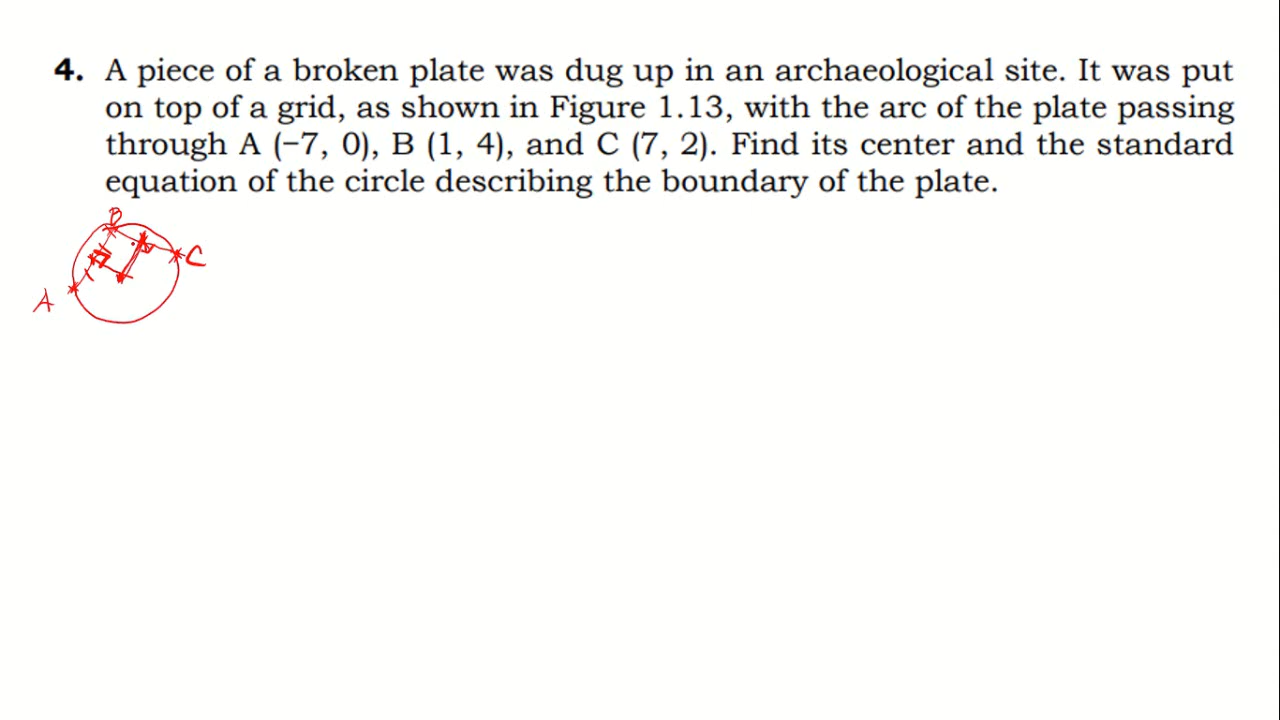 4. A piece of a broken plate was dug up in an archaeological site. It was put
on top of a grid, as shown in Figure 1.13, with the arc of the plate passing
through A (−7, 0), B (1, 4), and C (7, 2). Find its center and the standard
equation of the circle describing the boundary of the plate.
B
C
A